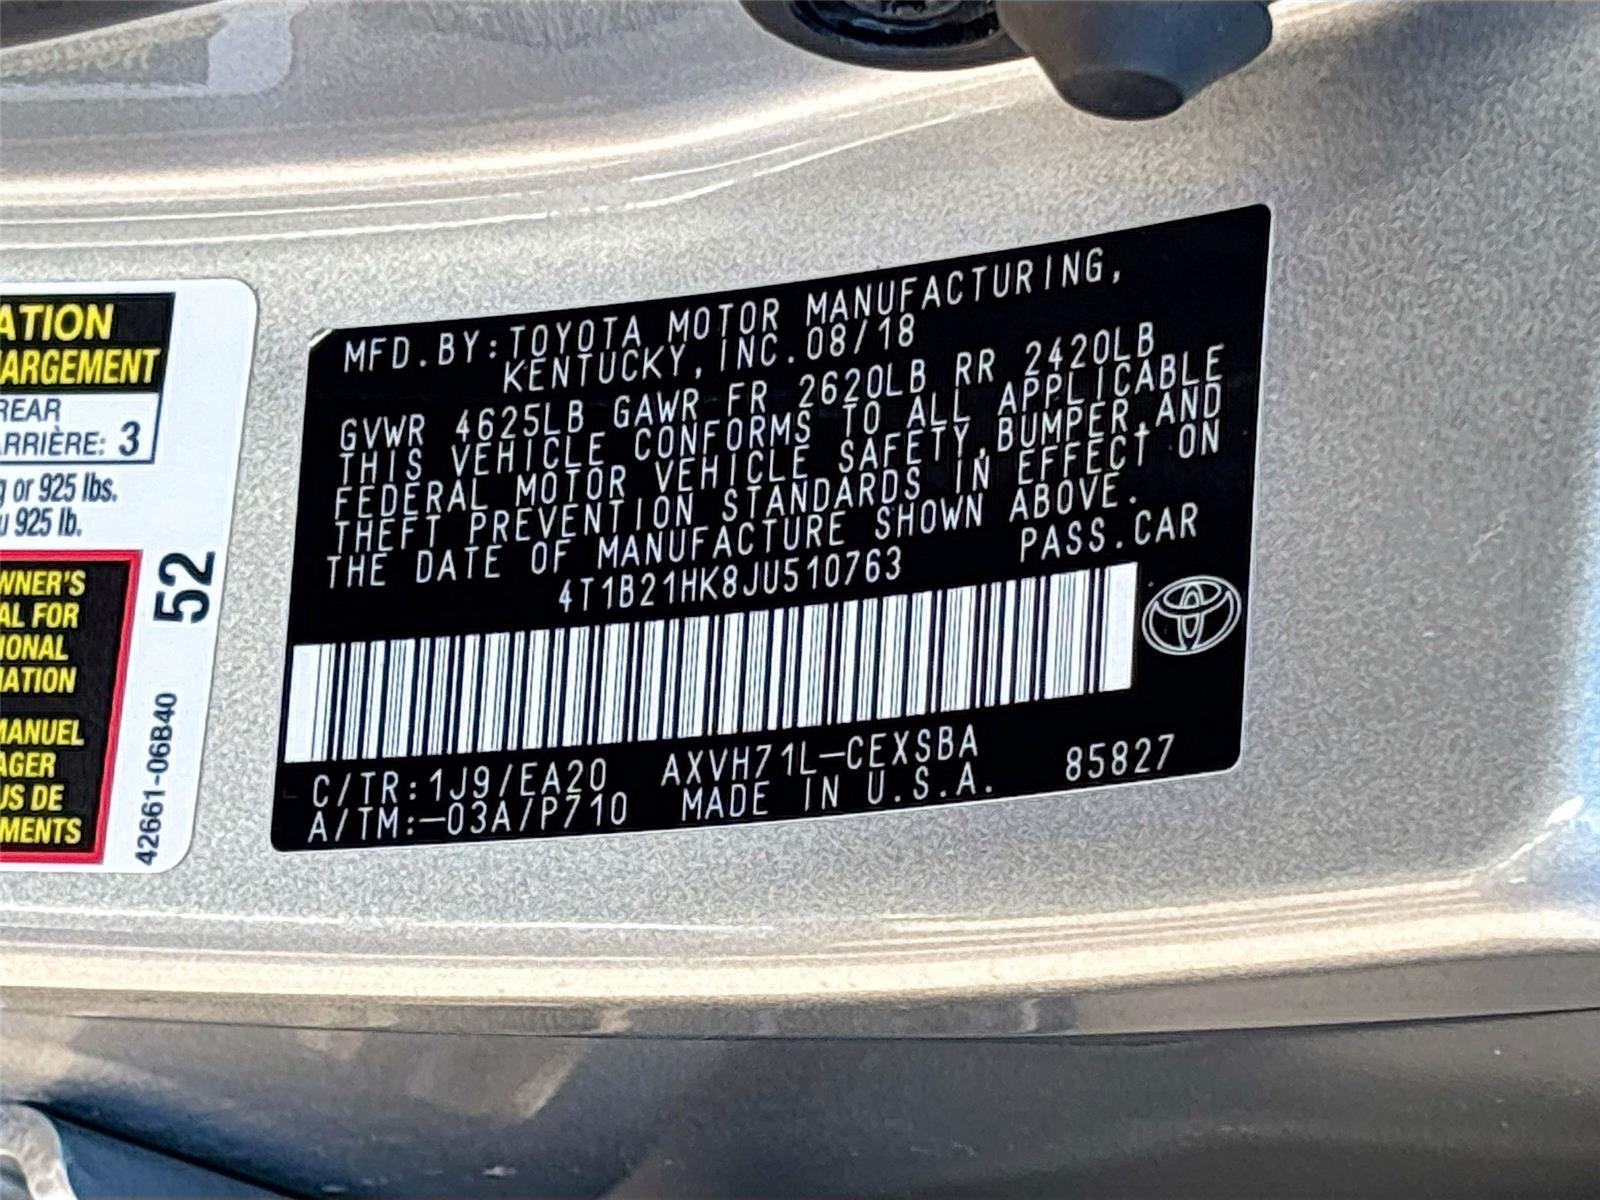 ATION
ARGEMENT
REAR
ARRIÈRE: 3
g or 925 lbs.
u 925 lb.
WNER'S
AL FOR
IONAL
MATION
MANUEL
AGER
US DE
MENTS
52
42661-06B40
MFD.BY:TOYOTA MOTOR MANUFACTURING,
KENTUCKY,INC.08/18
GVWR 4625LB GAWR FR 2620LB RR 2420LB
THIS VEHICLE CONFORMS TO ALL APPLICABLE
FEDERAL MOTOR VEHICLE SAFETY,BUMPER,AND
THEFT PREVENTION STANDARDS IN EFFECT ON
THE DATE OF MANUFACTURE SHOWN ABOVE.
4T1B21HK8JU510763 PASS.CAR
C/TR:1J9/EA20 AXVH71L-CEXSBA
A/TM:-03A/P710 MADE IN U.S.A. 85827